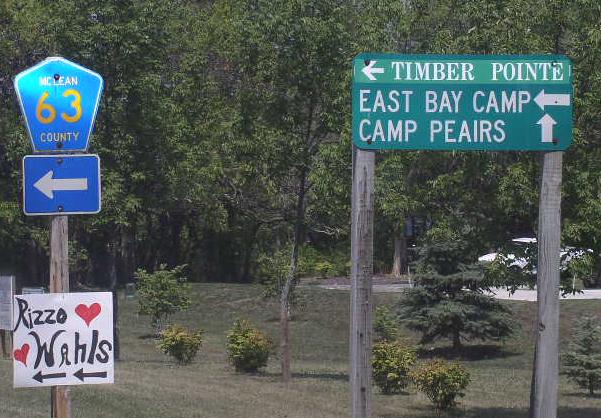 McLEAN
63
COUNTY
Rizzo
Wahls
TIMBER POINTE
EAST BAY CAMP
CAMP PEAIRS